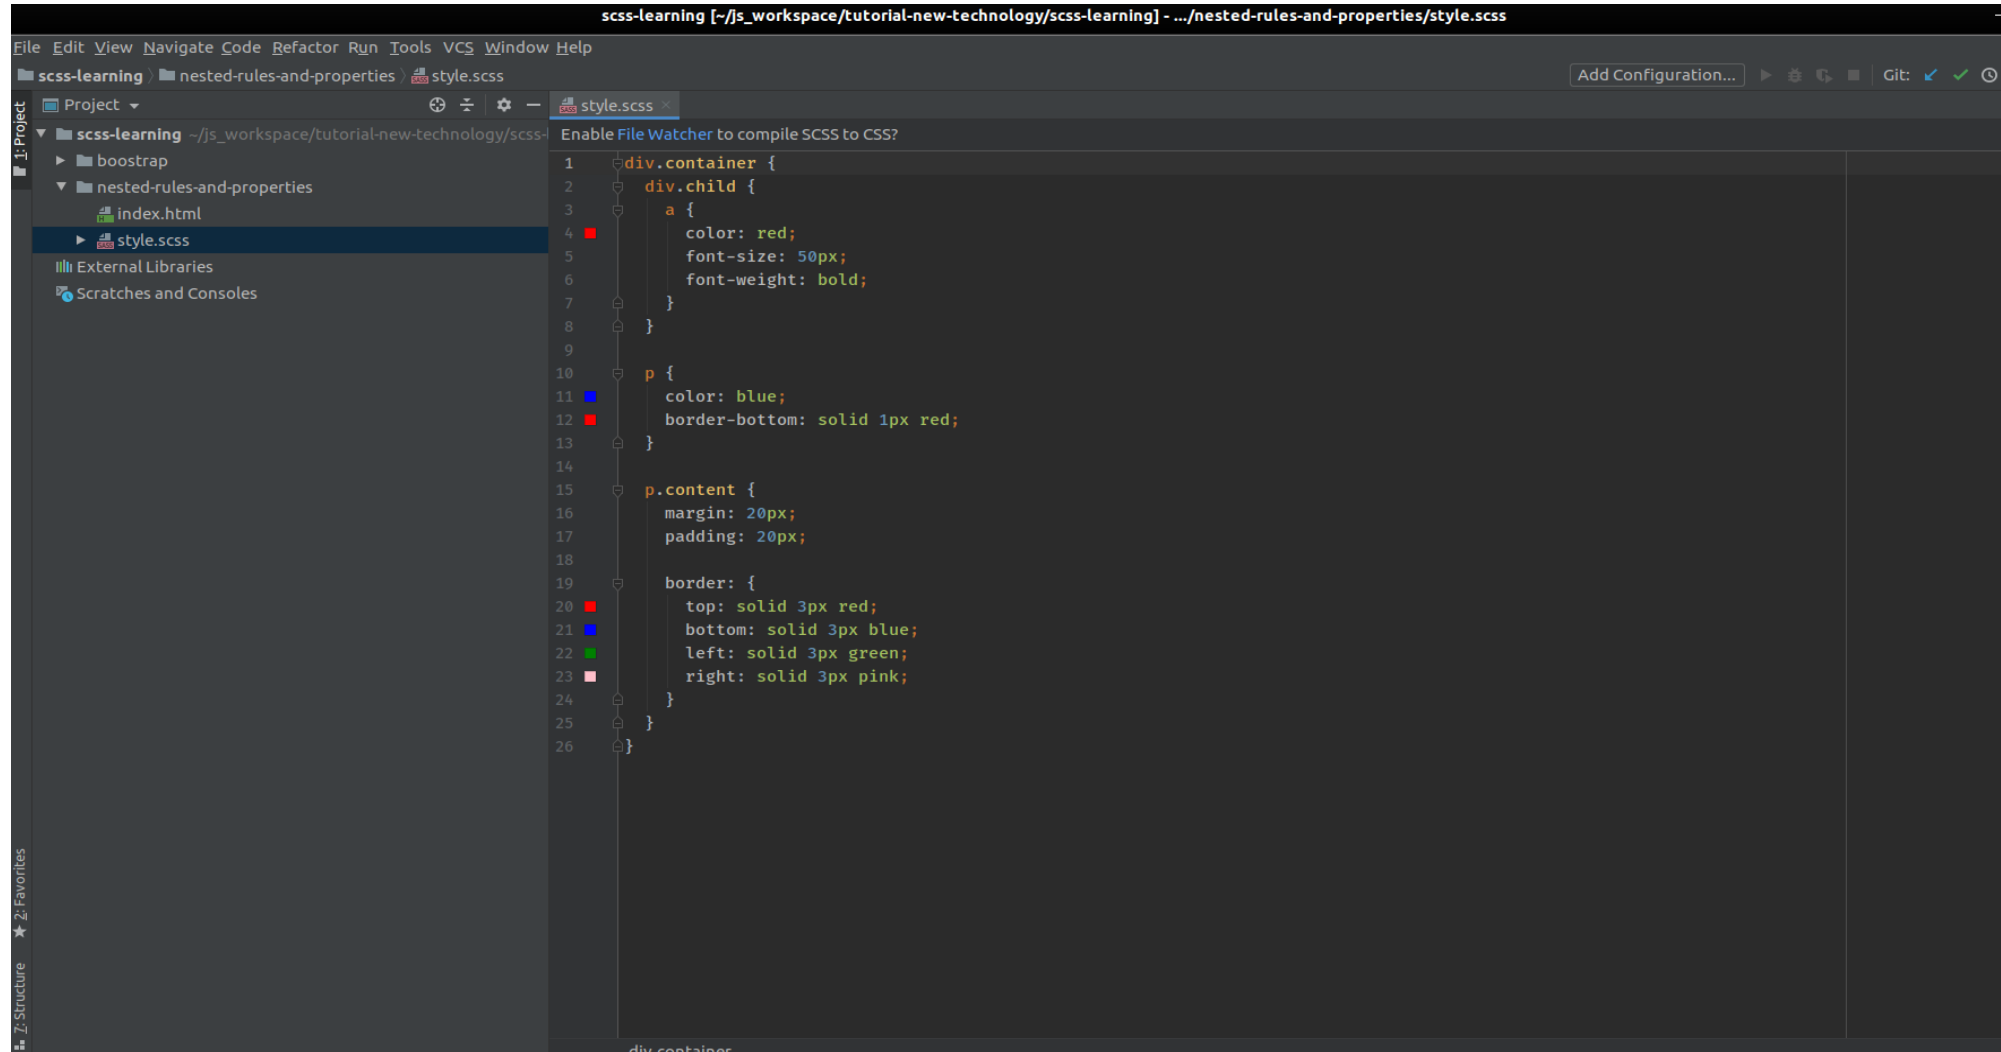 scss-learning [~/js_workspace/tutorial-new-technology/scss-learning] - .../nested-rules-and-properties/style.scss
File Edit View Navigate Code Refactor Run Tools VCS Window Help
scss-learning nested-rules-and-properties style.scss
Add Configuration... Git:
1: Project
Project
style.scss
scss-learning ~/js_workspace/tutorial-new-technology/scss-
Enable File Watcher to compile SCSS to CSS?
boostrap
nested-rules-and-properties
index.html
style.scss
External Libraries
Scratches and Consoles
1 div.container {
2 div.child {
3 a {
4 color: red;
5 font-size: 50px;
6 font-weight: bold;
7 }
8 }
9
10 p {
11 color: blue;
12 border-bottom: solid 1px red;
13 }
14
15 p.content {
16 margin: 20px;
17 padding: 20px;
18
19 border: {
20 top: solid 3px red;
21 bottom: solid 3px blue;
22 left: solid 3px green;
23 right: solid 3px pink;
24 }
25 }
26 }
2: Favorites
7: Structure
div.container